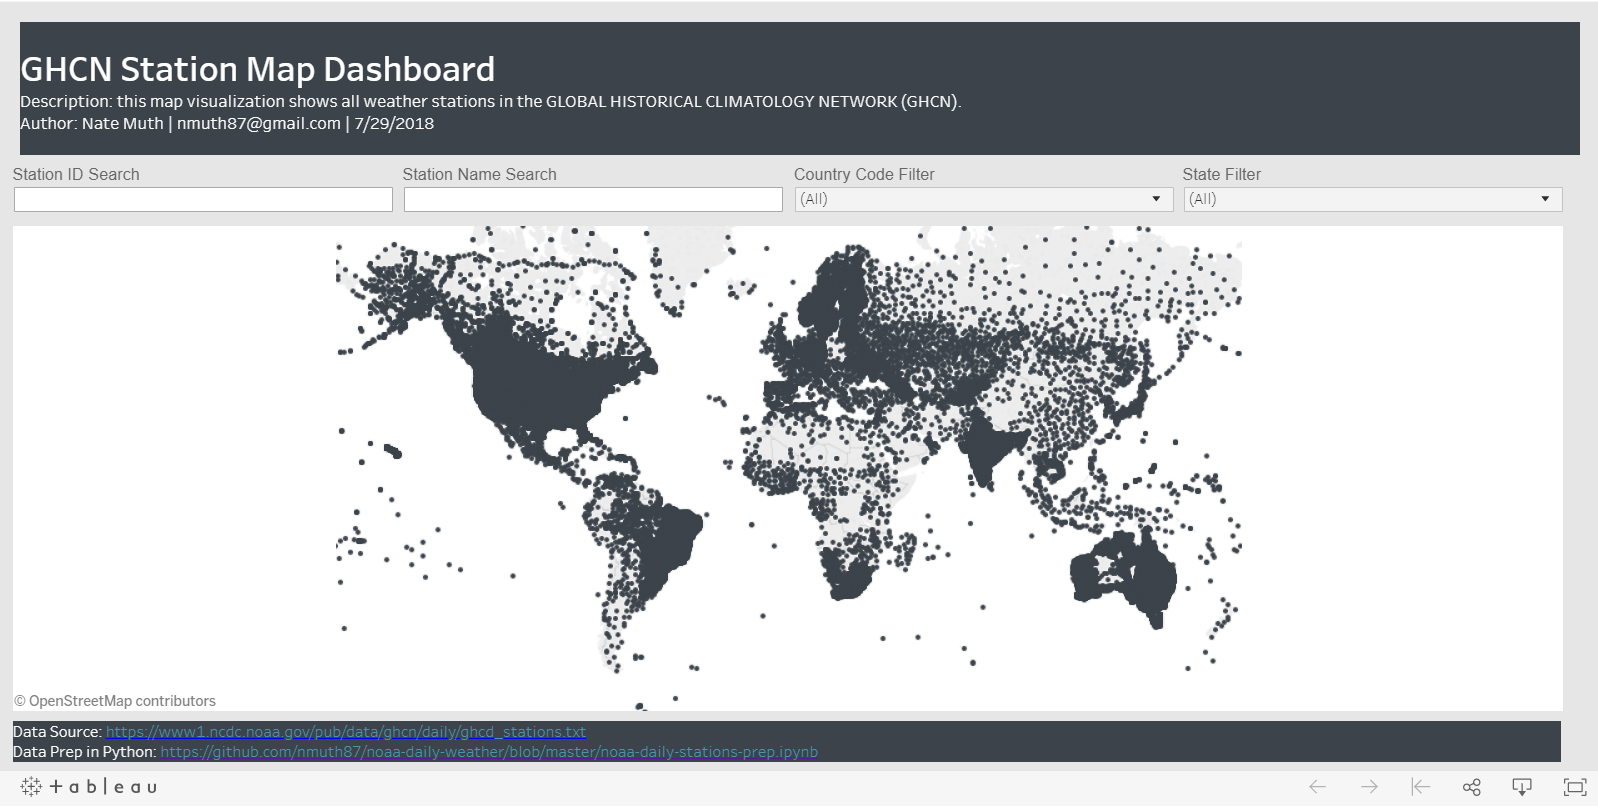 GHCN Station Map Dashboard
Description: this map visualization shows all weather stations in the GLOBAL HISTORICAL CLIMATOLOGY NETWORK (GHCN).
Author: Nate Muth | nmuth87@gmail.com | 7/29/2018
Station ID Search
Station Name Search
Country Code Filter
State Filter
(All)
(All)
© OpenStreetMap contributors
Data Source: https://www1.ncdc.noaa.gov/pub/data/ghcn/daily/ghcd_stations.txt
Data Prep in Python: https://github.com/nmuth87/noaa-daily-weather/blob/master/noaa-daily-stations-prep.ipynb
+ableau